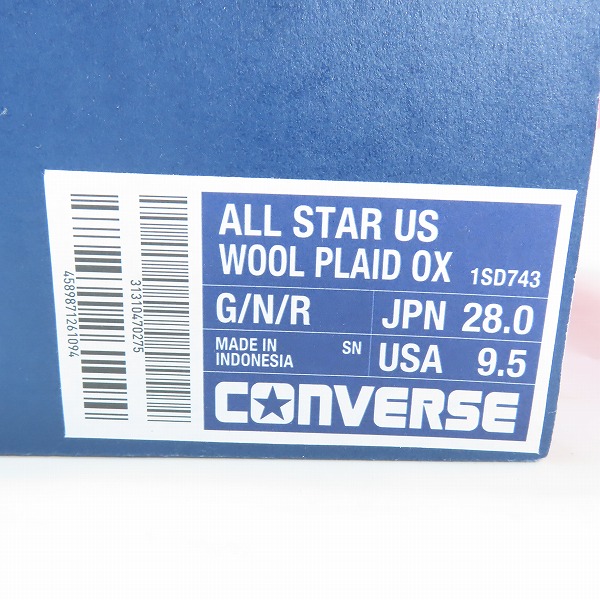 4589871261094
31310470275
ALL STAR US
WOOL PLAID OX 1SD743
G/N/R JPN 28.0
MADE IN
INDONESIA SN USA 9.5
CONVERSE